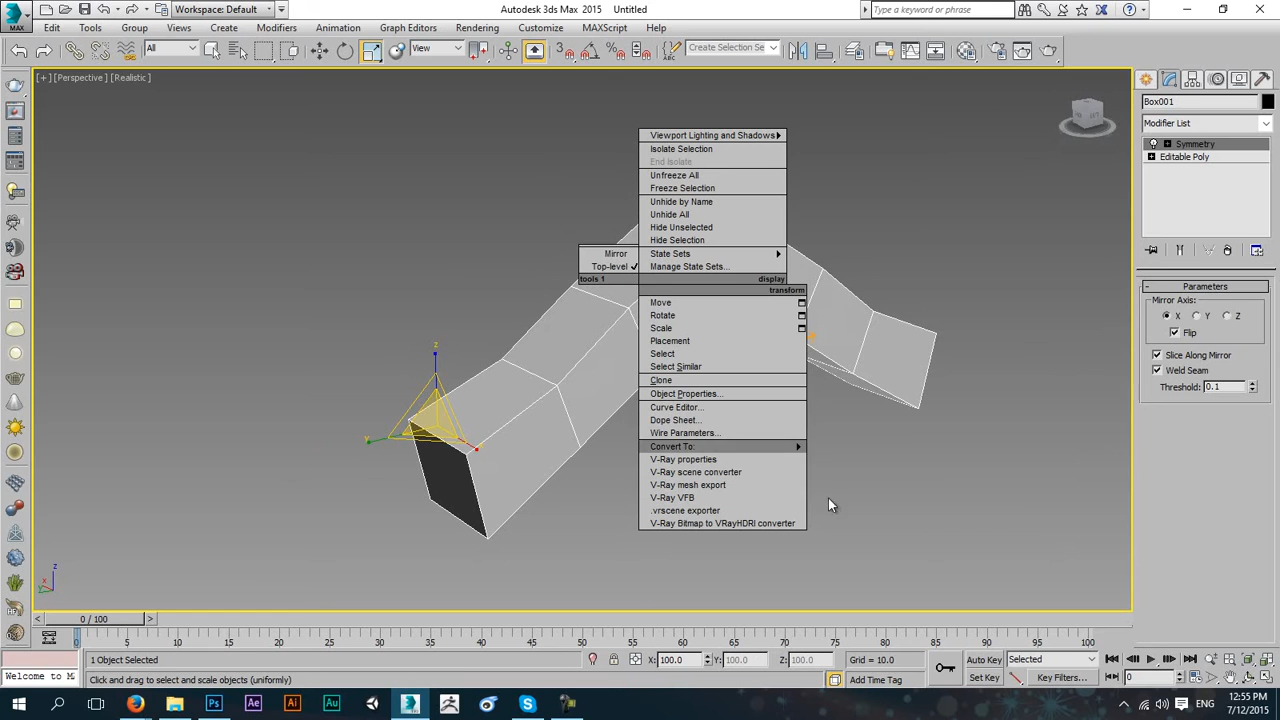 MAX
Workspace: Default
Autodesk 3ds Max 2015 Untitled
Type a keyword or phrase
Edit Tools Group Views Create Modifiers Animation Graph Editors Rendering Customize MAXScript Help
All View Create Selection Se
[ + ] [Perspective ] [Realistic ]
Viewport Lighting and Shadows
Isolate Selection
End Isolate
Unfreeze All
Freeze Selection
Unhide by Name
Unhide All
Hide Unselected
Hide Selection
Mirror State Sets
Top-level Manage State Sets...
tools 1 display
transform
Move
Rotate
Scale
Placement
Select
Select Similar
Clone
Object Properties...
Curve Editor...
Dope Sheet...
Wire Parameters...
Convert To:
V-Ray properties
V-Ray scene converter
V-Ray mesh export
V-Ray VFB
.vrscene exporter
V-Ray Bitmap to VRayHDRI converter
z
y
z
x
y
Box001
Modifier List
Symmetry
Editable Poly
- Parameters
Mirror Axis:
X Y Z
Flip
Slice Along Mirror
Weld Seam
Threshold: 0.1
< 0 / 100 >
0 5 10 15 20 25 30 35 40 45 50 55 60 65 70 75 80 85 90 95 100
1 Object Selected X: 100.0 Y: 100.0 Z: 100.0 Grid = 10.0 Auto Key Selected
Welcome to M Click and drag to select and scale objects (uniformly) Add Time Tag Set Key Key Filters... 0
Ps Ae Ai Au
ENG
12:55 PM
7/12/2015